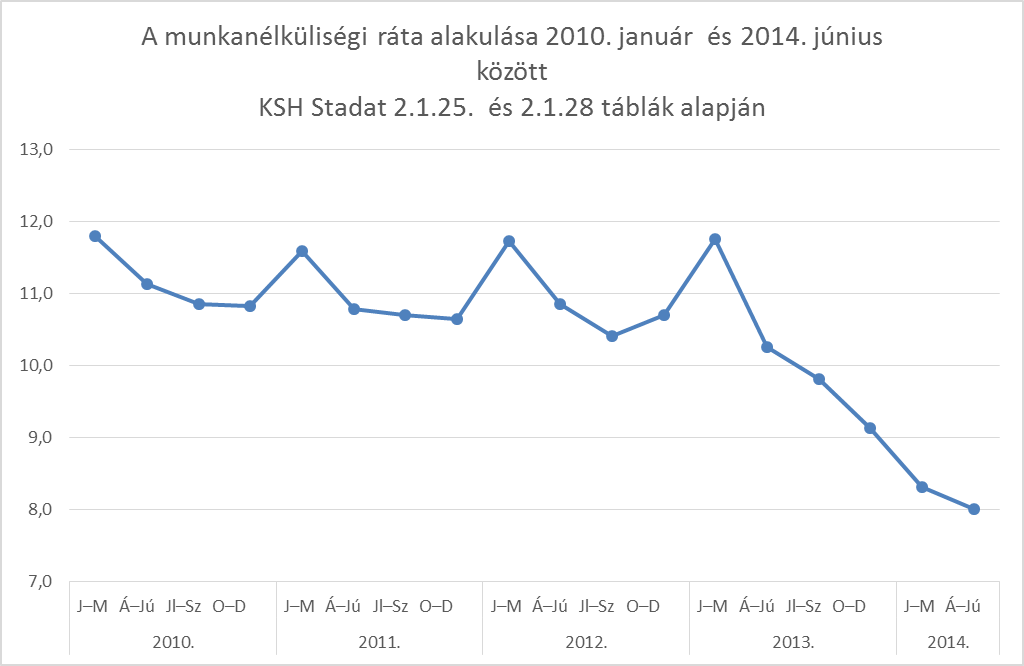 A munkanélküliségi ráta alakulása 2010. január  és 2014. június
között
KSH Stadat 2.1.25.  és 2.1.28 táblák alapján
13,0
12,0
11,0
10,0
9,0
8,0
7,0
J–M Á–Jú Jl–Sz O–D J–M Á–Jú Jl–Sz O–D J–M Á–Jú Jl–Sz O–D J–M Á–Jú Jl–Sz O–D J–M Á–Jú
2010. 2011. 2012. 2013. 2014.